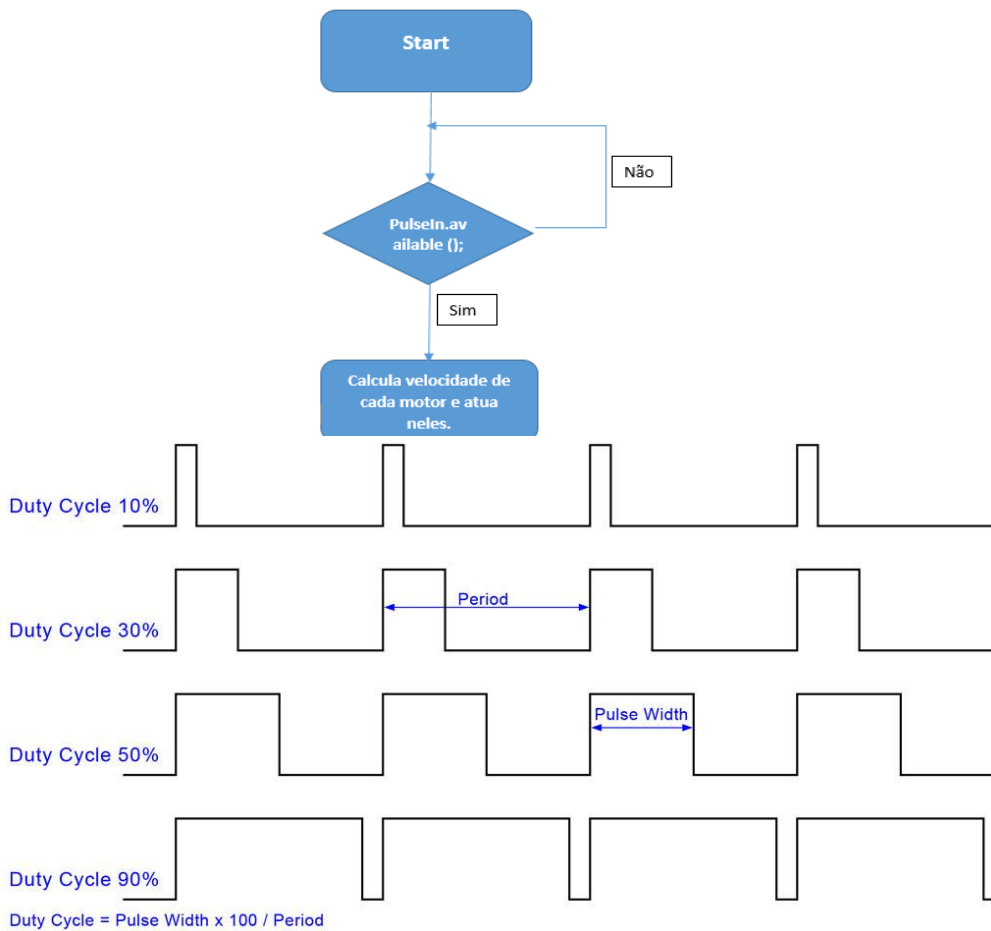 Start
Não
PulseIn.av
ailable ();
Sim
Calcula velocidade de
cada motor e atua
neles.
Duty Cycle 10%
Period
Duty Cycle 30%
Pulse Width
Duty Cycle 50%
Duty Cycle 90%
Duty Cycle = Pulse Width x 100 / Period